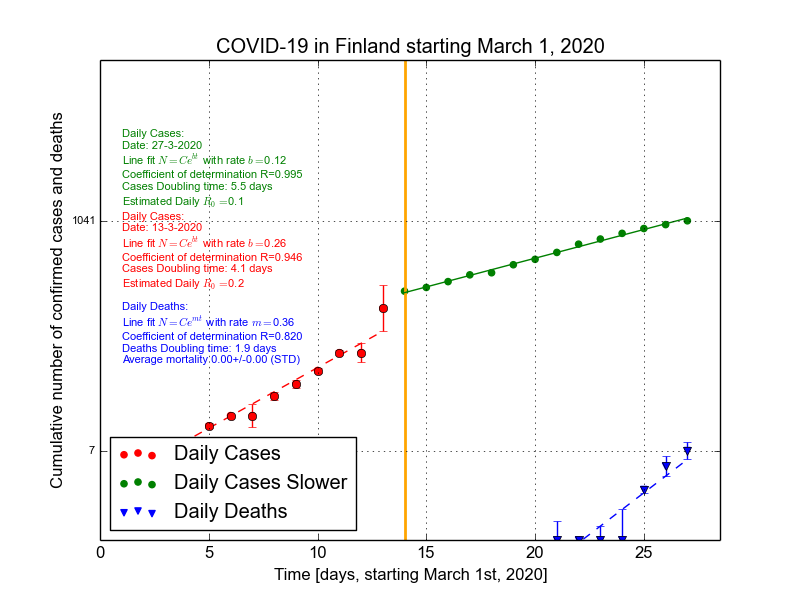 COVID-19 in Finland starting March 1, 2020
Cumulative number of confirmed cases and deaths
1041
7
Daily Cases:
Date: 27-3-2020
Line fit N = Ce^{bt} with rate b =0.12
Coefficient of determination R=0.995
Cases Doubling time: 5.5 days
Estimated Daily R_0 =0.1
Daily Cases:
Date: 13-3-2020
Line fit N = Ce^{bt} with rate b =0.26
Coefficient of determination R=0.946
Cases Doubling time: 4.1 days
Estimated Daily R_0 =0.2
Daily Deaths:
Line fit N = Ce^{mt} with rate m =0.36
Coefficient of determination R=0.820
Deaths Doubling time: 1.9 days
Average mortality:0.00+/-0.00 (STD)
Daily Cases
Daily Cases Slower
Daily Deaths
0 5 10 15 20 25
Time [days, starting March 1st, 2020]